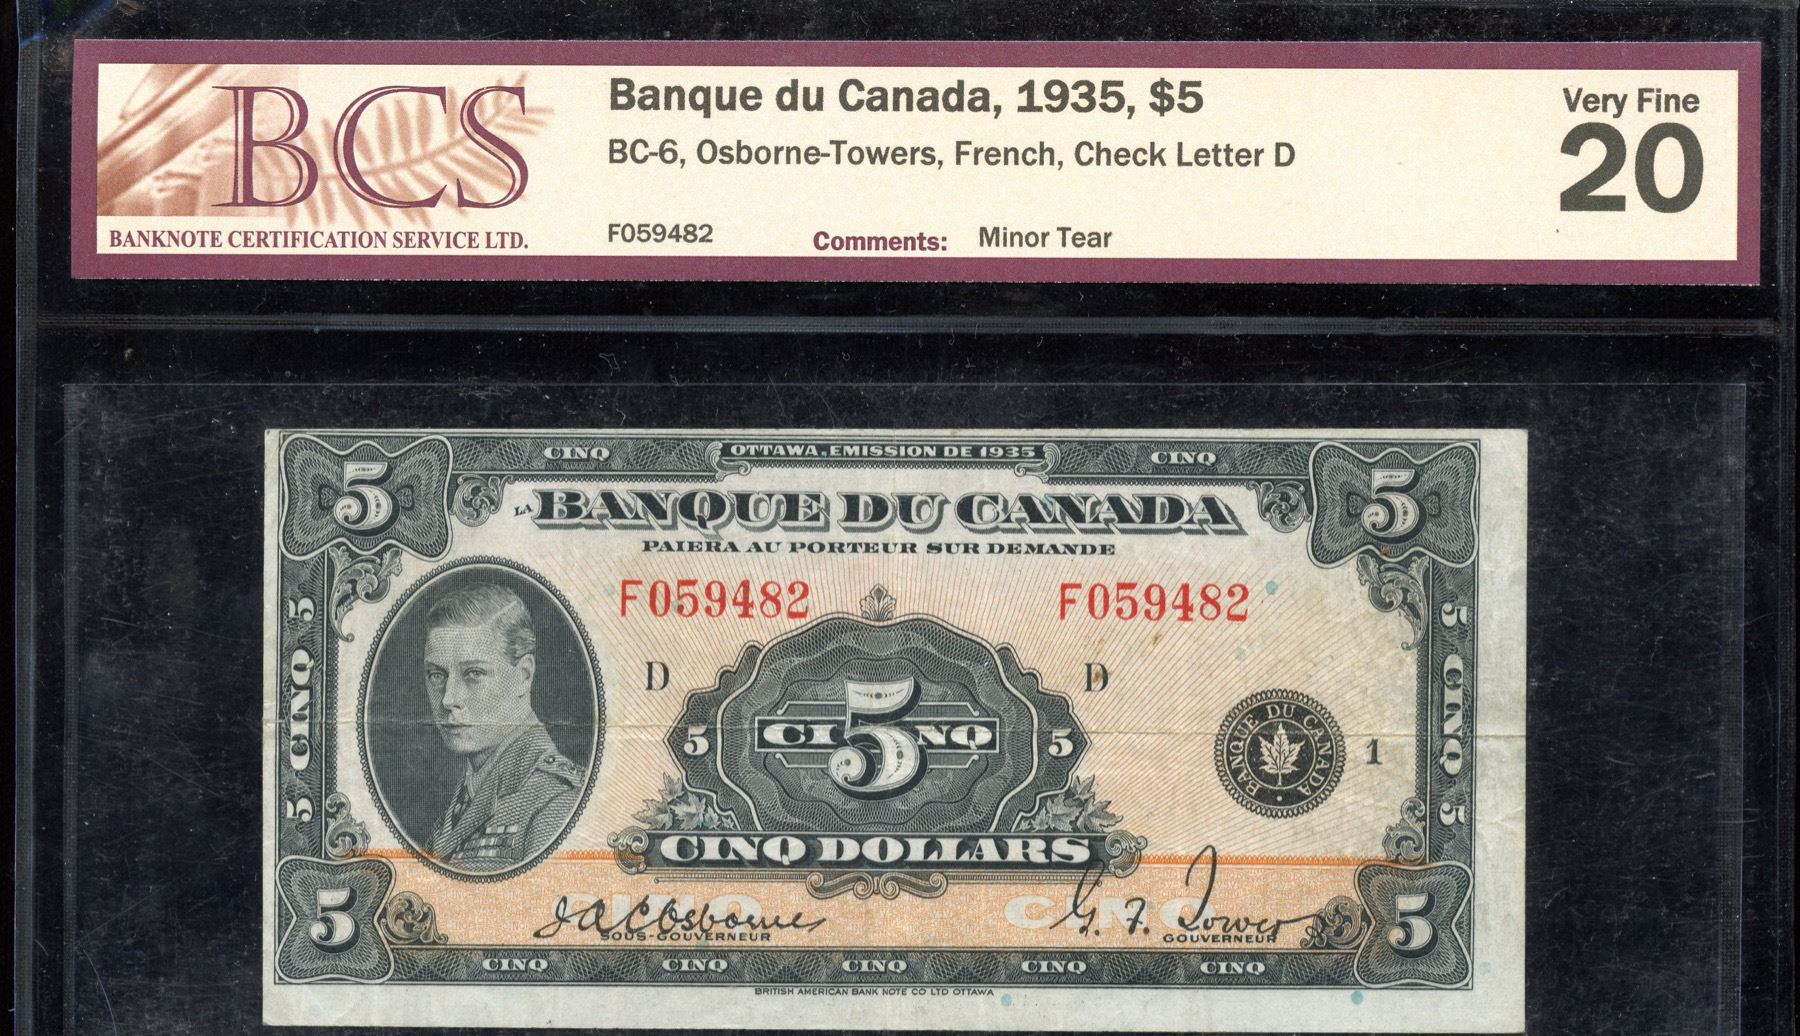 BCS
BANKNOTE CERTIFICATION SERVICE LTD.
Banque du Canada, 1935, $5
BC-6, Osborne-Towers, French, Check Letter D
F059482
Comments: Minor Tear
Very Fine
20
5 CINQ OTTAWA, EMISSION DE 1935 CINQ 5
LA BANQUE DU CANADA
PAIERA AU PORTEUR SUR DEMANDE
F059482 F059482
D D
5 CINQ 5
5 CINQ 5
5 CINQ 5
5
BANQUE DU CANADA
1
CINQ DOLLARS
CINQ CINQ
J A C Osborne G. F. Towers
SOUS-GOUVERNEUR GOUVERNEUR
5 5
CINQ CINQ CINQ CINQ CINQ
BRITISH AMERICAN BANK NOTE CO LTD OTTAWA